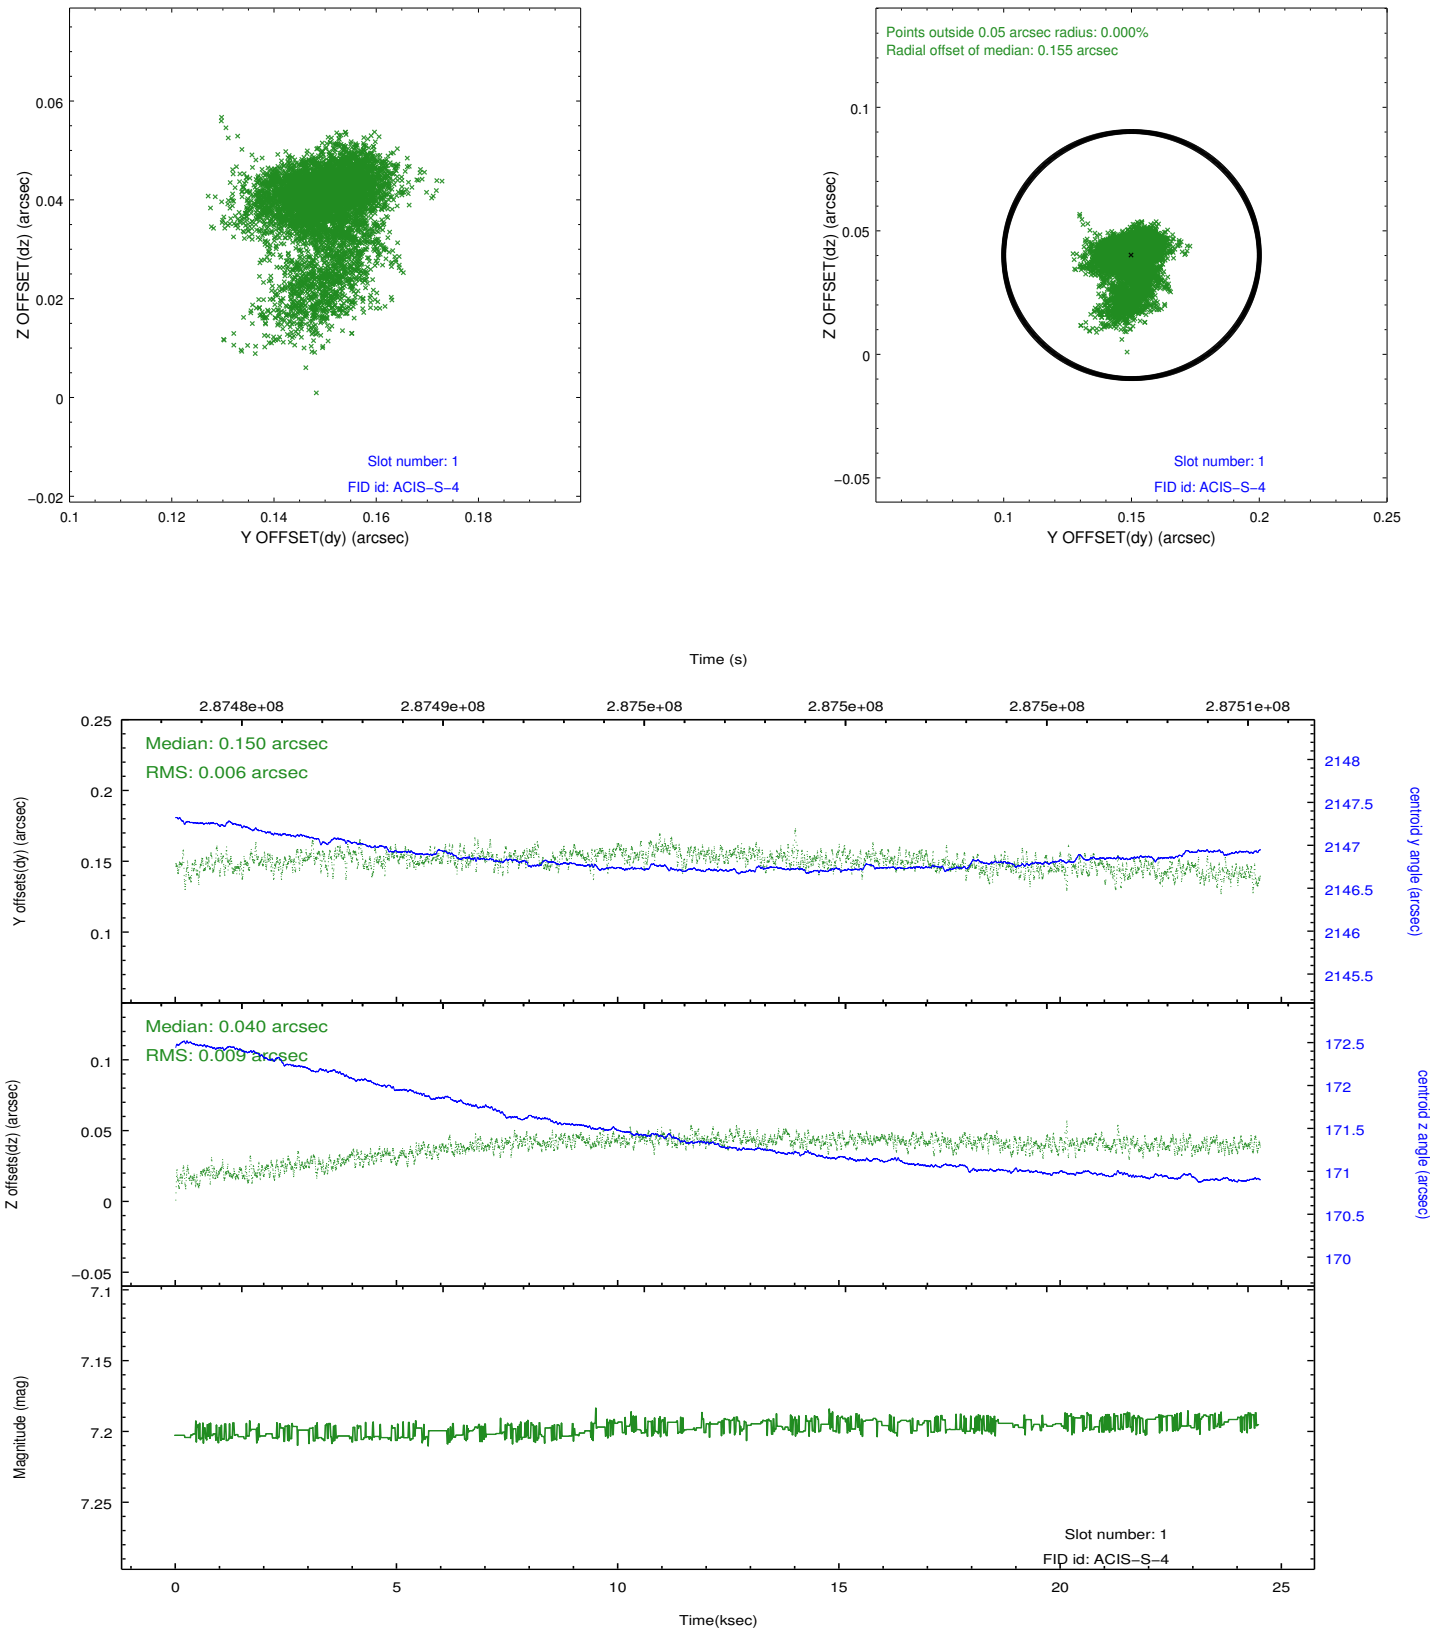 0.06
0.04
0.02
0
−0.02
0.1
0.12
0.14
0.16
0.18
Z OFFSET(dz) (arcsec)
Y OFFSET(dy) (arcsec)
Slot number: 1
FID id: ACIS−S−4
Points outside 0.05 arcsec radius: 0.000%
Radial offset of median: 0.155 arcsec
0.1
0.05
0
−0.05
0.1
0.15
0.2
0.25
Z OFFSET(dz) (arcsec)
Y OFFSET(dy) (arcsec)
Slot number: 1
FID id: ACIS−S−4
Time (s)
2.8748e+08
2.8749e+08
2.875e+08
2.875e+08
2.875e+08
2.8751e+08
0.25
0.2
0.15
0.1
Y offsets(dy) (arcsec)
Median: 0.150 arcsec
RMS: 0.006 arcsec
2148
2147.5
2147
2146.5
2146
2145.5
centroid y angle (arcsec)
0.1
0.05
0
−0.05
Z offsets(dz) (arcsec)
Median: 0.040 arcsec
RMS: 0.009 arcsec
172.5
172
171.5
171
170.5
170
centroid z angle (arcsec)
7.1
7.15
7.2
7.25
Magnitude (mag)
Slot number: 1
FID id: ACIS−S−4
0
5
10
15
20
25
Time(ksec)